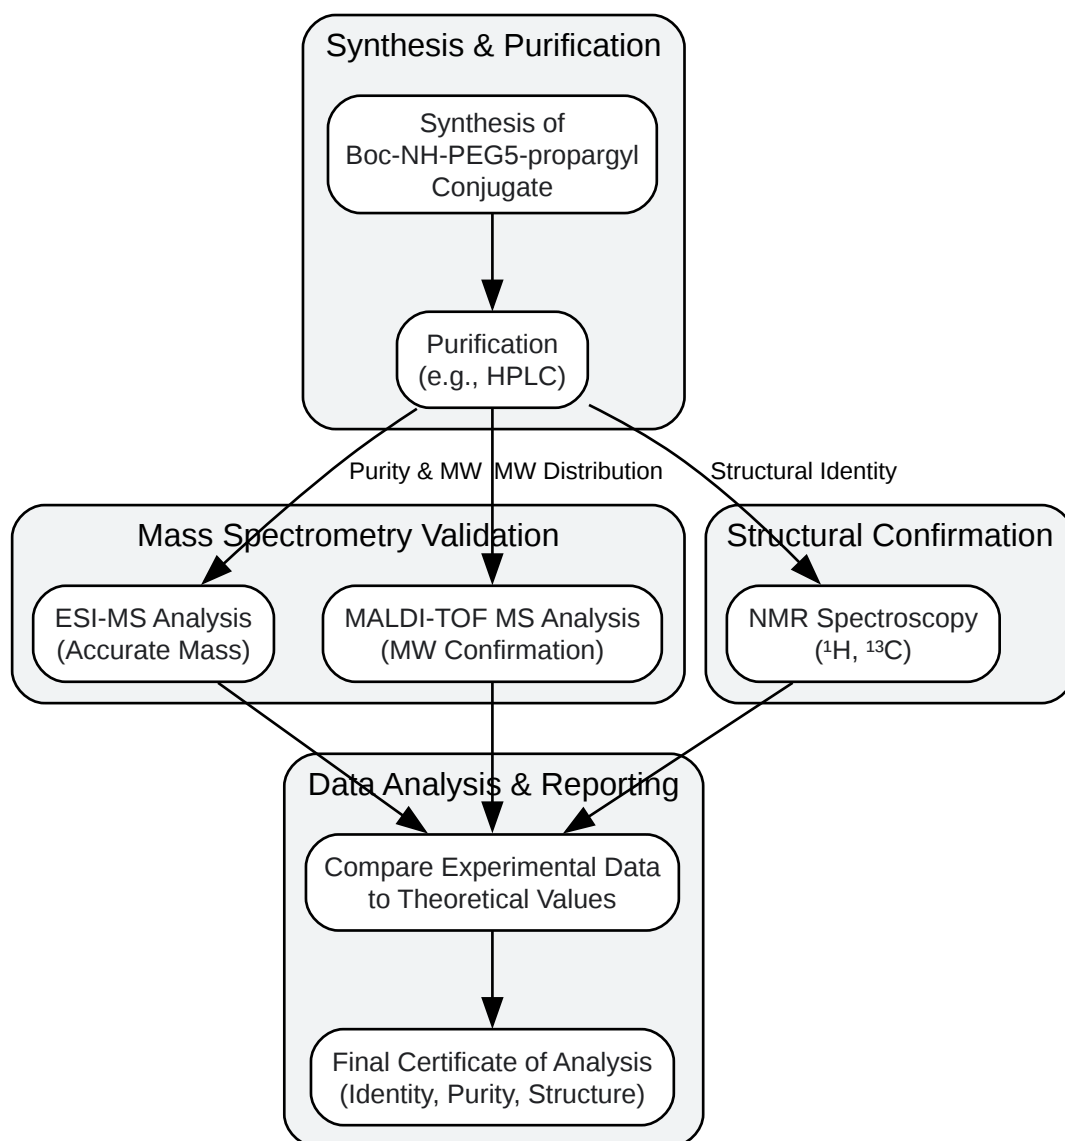 Synthesis & Purification
Synthesis of
Boc-NH-PEG5-propargyl
Conjugate
Purification
(e.g., HPLC)
Purity & MW
MW Distribution
Structural Identity
Mass Spectrometry Validation
Structural Confirmation
ESI-MS Analysis
(Accurate Mass)
MALDI-TOF MS Analysis
(MW Confirmation)
NMR Spectroscopy
(¹H, ¹³C)
Data Analysis & Reporting
Compare Experimental Data
to Theoretical Values
Final Certificate of Analysis
(Identity, Purity, Structure)